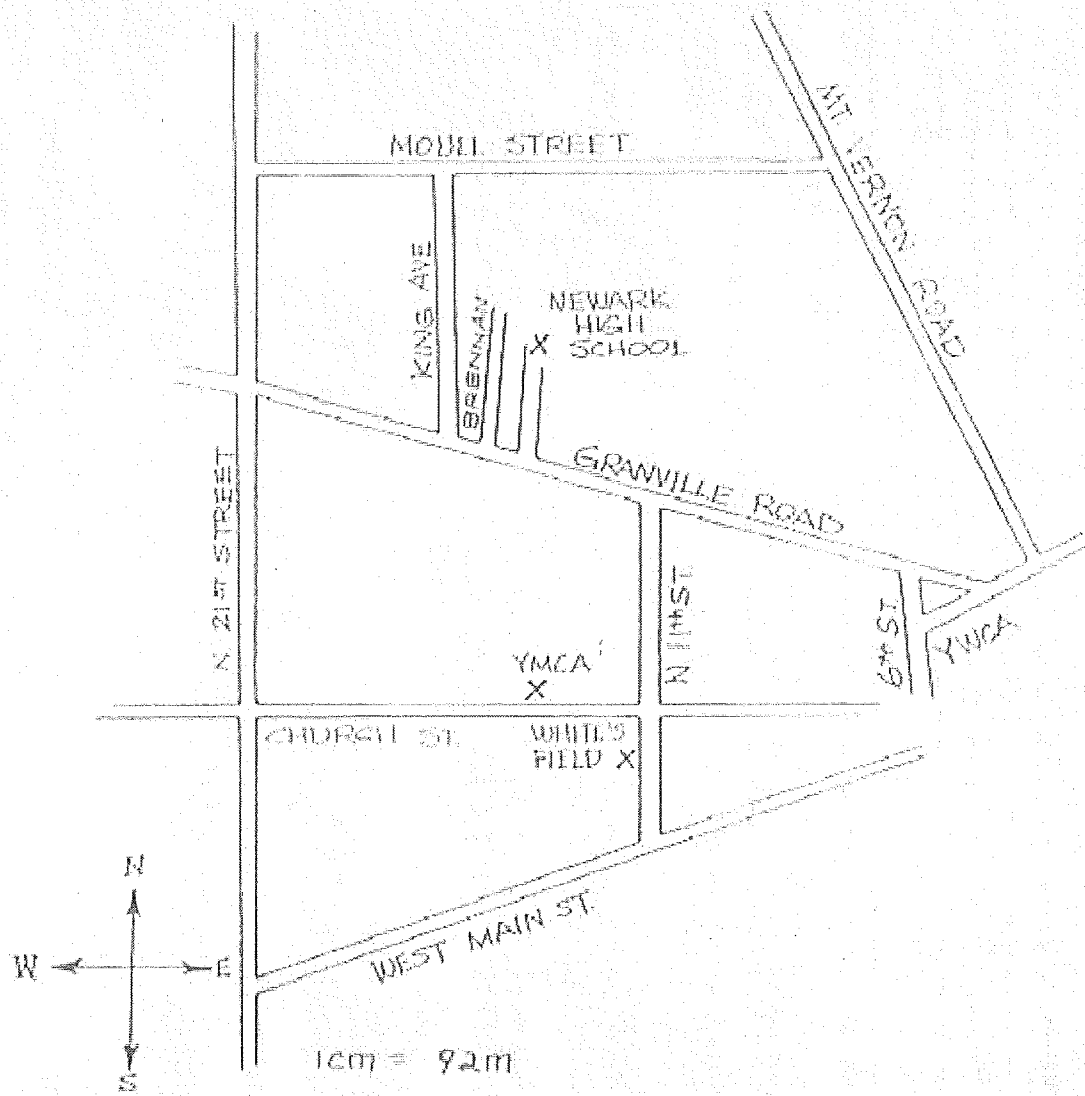 MT. VERNON ROAD
MOULL STREET
KING AVE
BRENNAN
NEWARK
HIGH
X SCHOOL
GRANVILLE ROAD
N 21ST STREET
N 11TH ST.
6TH ST.
YWCA
YMCA
X
CHURCH ST.
WHITE'S
FIELD X
WEST MAIN ST.
N
W
E
S
1cm = 92m